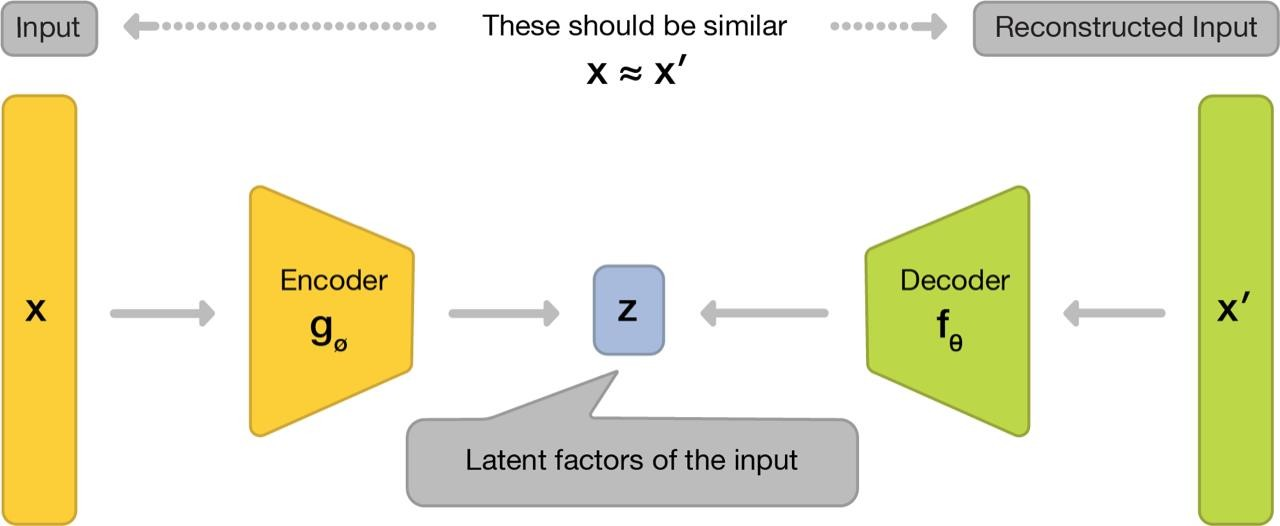 Input
These should be similar
Reconstructed Input
x ≈ x′
x
Encoder
gø
z
Decoder
fθ
x′
Latent factors of the input